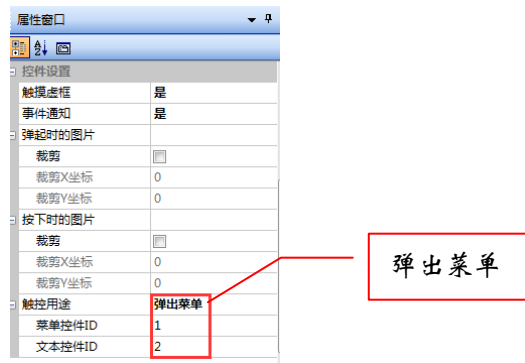 属性窗口
控件设置
触摸虚框 是
事件通知 是
弹起时的图片
裁剪
裁剪X坐标 0
裁剪Y坐标 0
按下时的图片
裁剪
裁剪X坐标 0
裁剪Y坐标 0
触控用途 弹出菜单
菜单控件ID 1
文本控件ID 2
弹出菜单